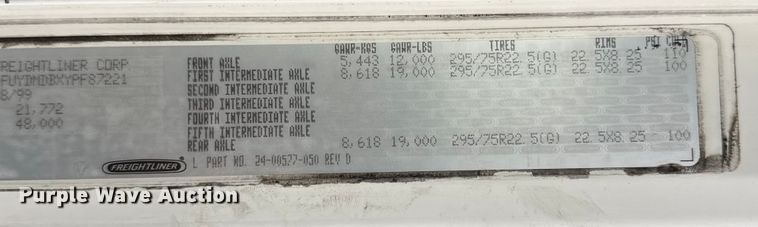 GAWR-KGS GAWR-LBS TIRES RIMS PSI COLD
REIGHTLINER CORP FRONT AXLE 5,443 12,000 295/75R22.5(G) 22.5X8.25 110
FUYDMDBXYPF87221 FIRST INTERMEDIATE AXLE 8,618 19,000 295/75R22.5(G) 22.5X8.25 100
8/99 SECOND INTERMEDIATE AXLE
21,772 THIRD INTERMEDIATE AXLE
48,000 FOURTH INTERMEDIATE AXLE
FIFTH INTERMEDIATE AXLE
REAR AXLE 8,618 19,000 295/75R22.5(G) 22.5X8.25 100
FREIGHTLINER L PART NO. 24-00577-050 REV D
Purple Wave Auction